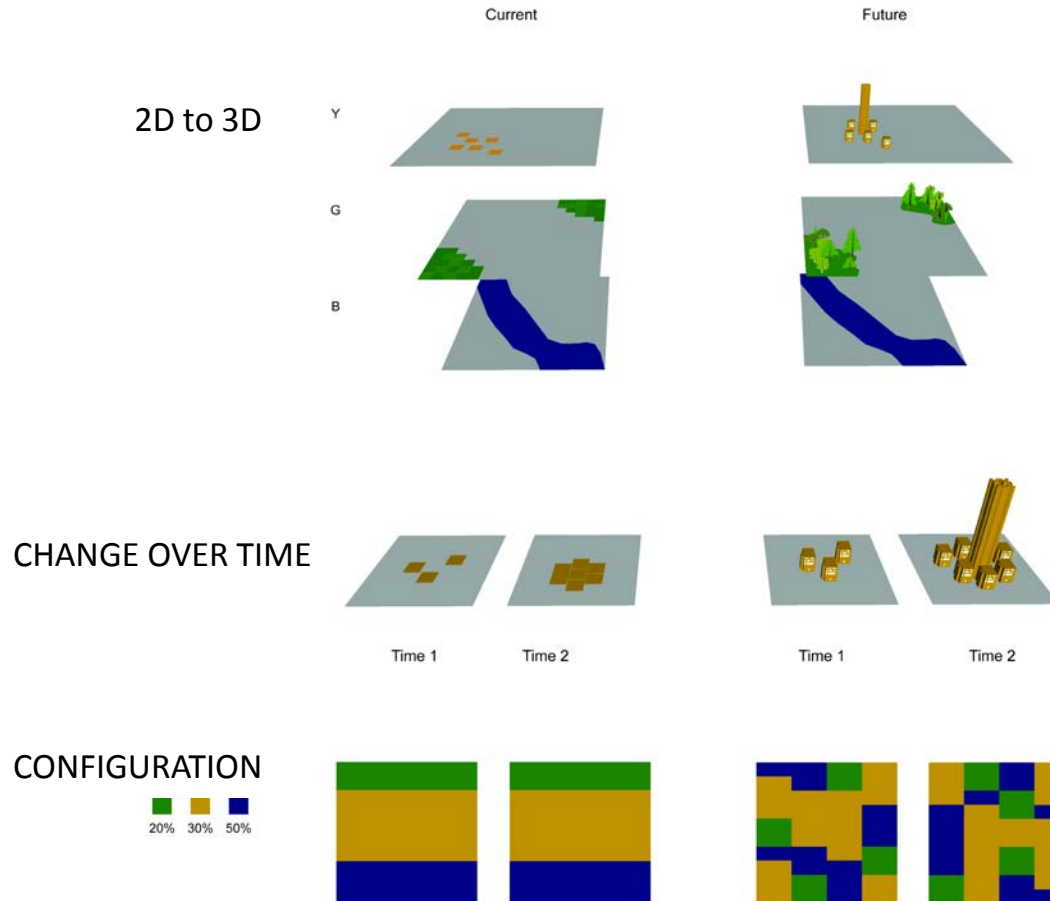 Current Future
2D to 3D
Y
G
B
CHANGE OVER TIME
Time 1 Time 2 Time 1 Time 2
CONFIGURATION
20% 30% 50%